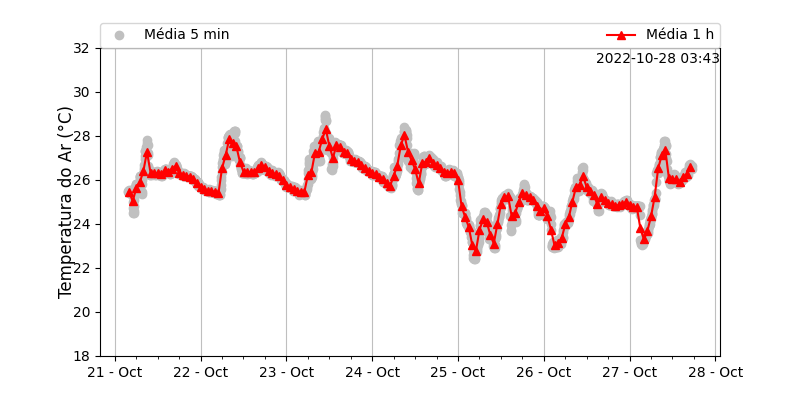 Média 5 min
Média 1 h
2022-10-28 03:43
Temperatura do Ar (°C)
32
30
28
26
24
22
20
18
21 - Oct
22 - Oct
23 - Oct
24 - Oct
25 - Oct
26 - Oct
27 - Oct
28 - Oct